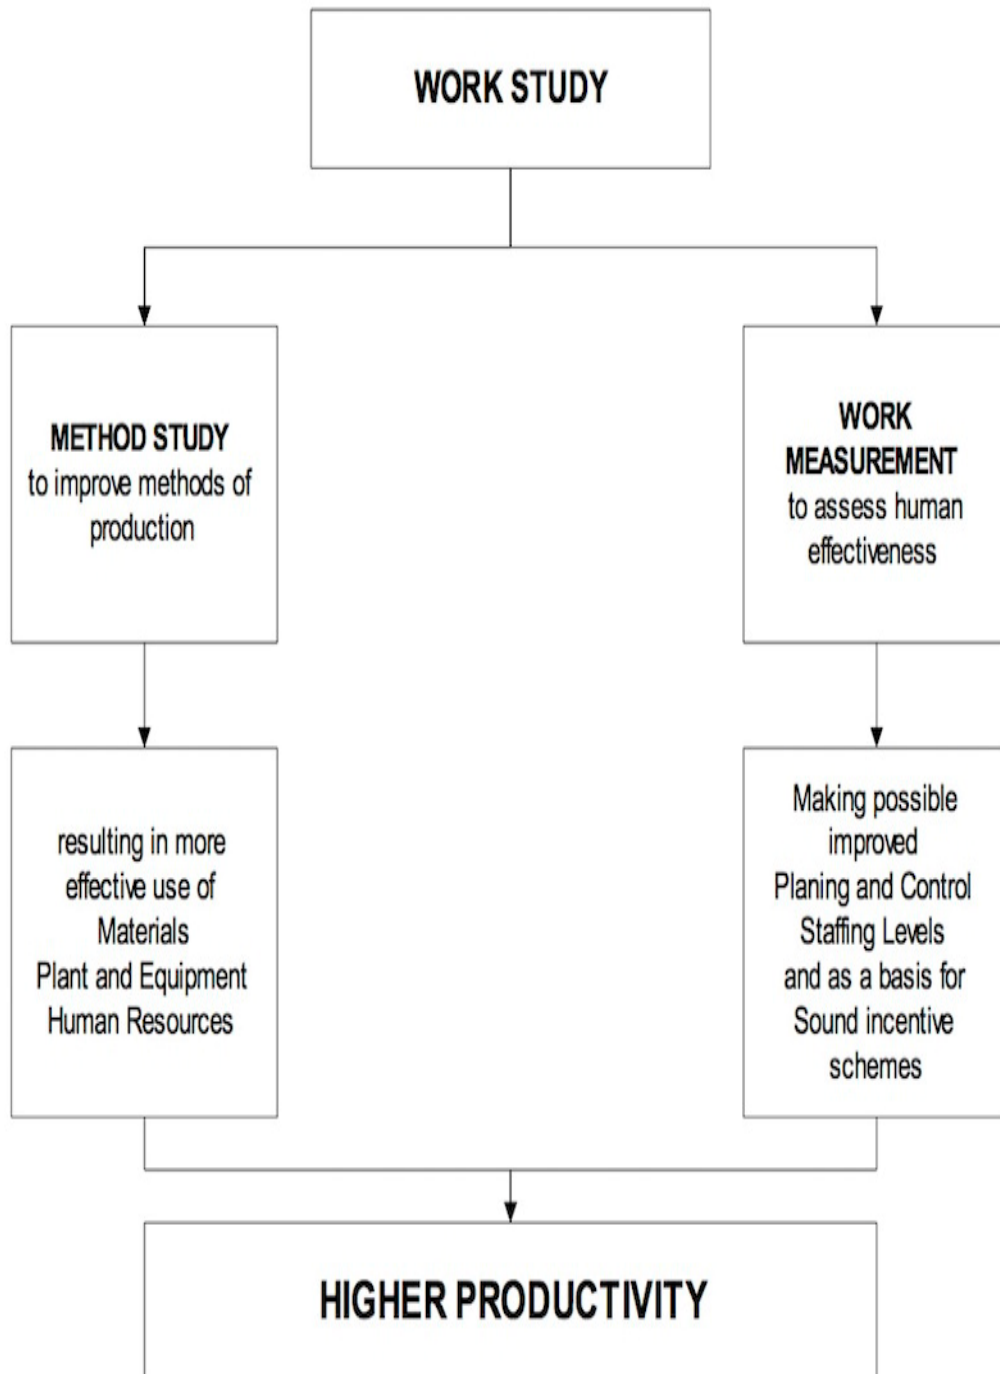 WORK STUDY
METHOD STUDY
to improve methods of
production
WORK
MEASUREMENT
to assess human
effectiveness
resulting in more
effective use of
Materials
Plant and Equipment
Human Resources
Making possible
improved
Planing and Control
Staffing Levels
and as a basis for
Sound incentive
schemes
HIGHER PRODUCTIVITY